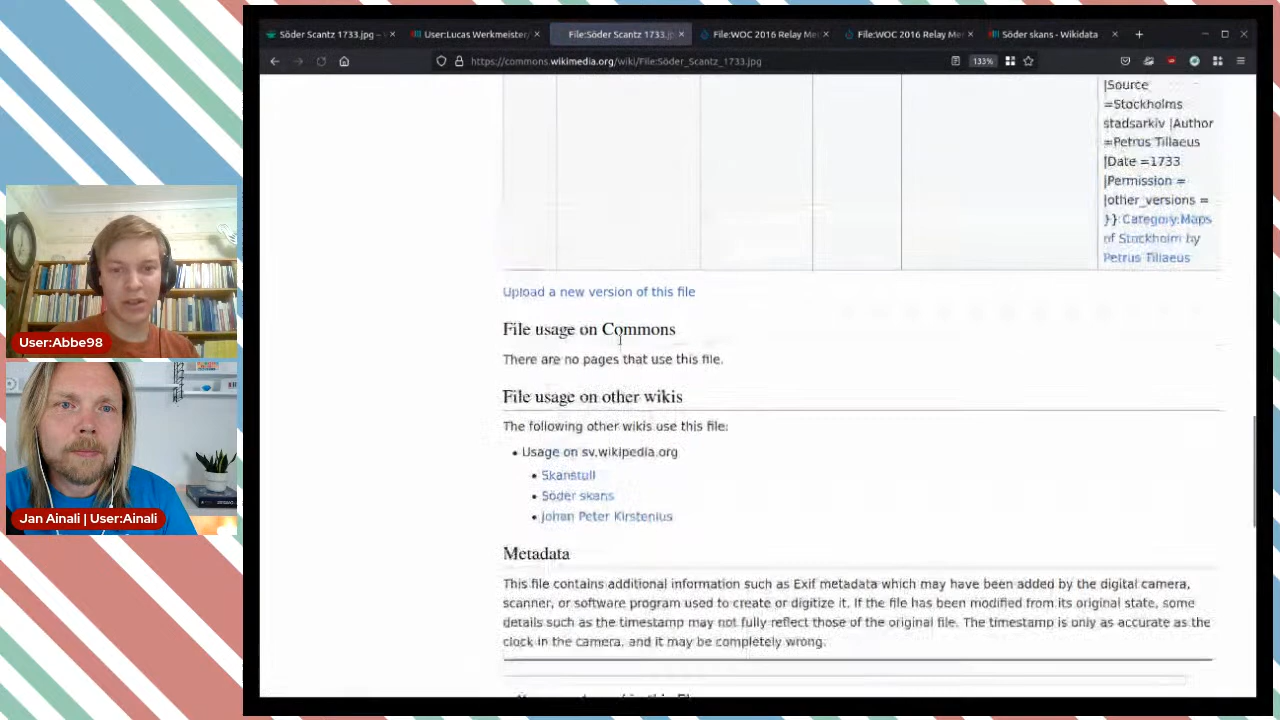 Söder Scantz 1733.jpg –
User:Lucas Werkmeister/
File:Söder Scantz 1733.jp
File:WOC 2016 Relay Me
File:WOC 2016 Relay Me
Söder skans - Wikidata
https://commons.wikimedia.org/wiki/File:Söder_Scantz_1733.jpg
133%
|Source
=Stockholms
stadsarkiv |Author
=Petrus Tillaeus
|Date =1733
|Permission =
|other_versions =
}} Category:Maps
of Stockholm by
Petrus Tillaeus
Upload a new version of this file
File usage on Commons
There are no pages that use this file.
File usage on other wikis
The following other wikis use this file:
• Usage on sv.wikipedia.org
• Skanstull
• Söder skans
• Johan Peter Kirstenius
Metadata
This file contains additional information such as Exif metadata which may have been added by the digital camera,
scanner, or software program used to create or digitize it. If the file has been modified from its original state, some
details such as the timestamp may not fully reflect those of the original file. The timestamp is only as accurate as the
clock in the camera, and it may be completely wrong.
User:Abbe98
Jan Ainali | User:Ainali